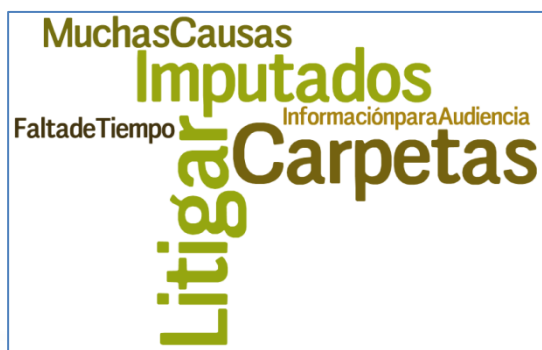 MuchasCausas
Imputados
InformaciónparaAudiencia
FaltadeTiempo
Carpetas
Litigar